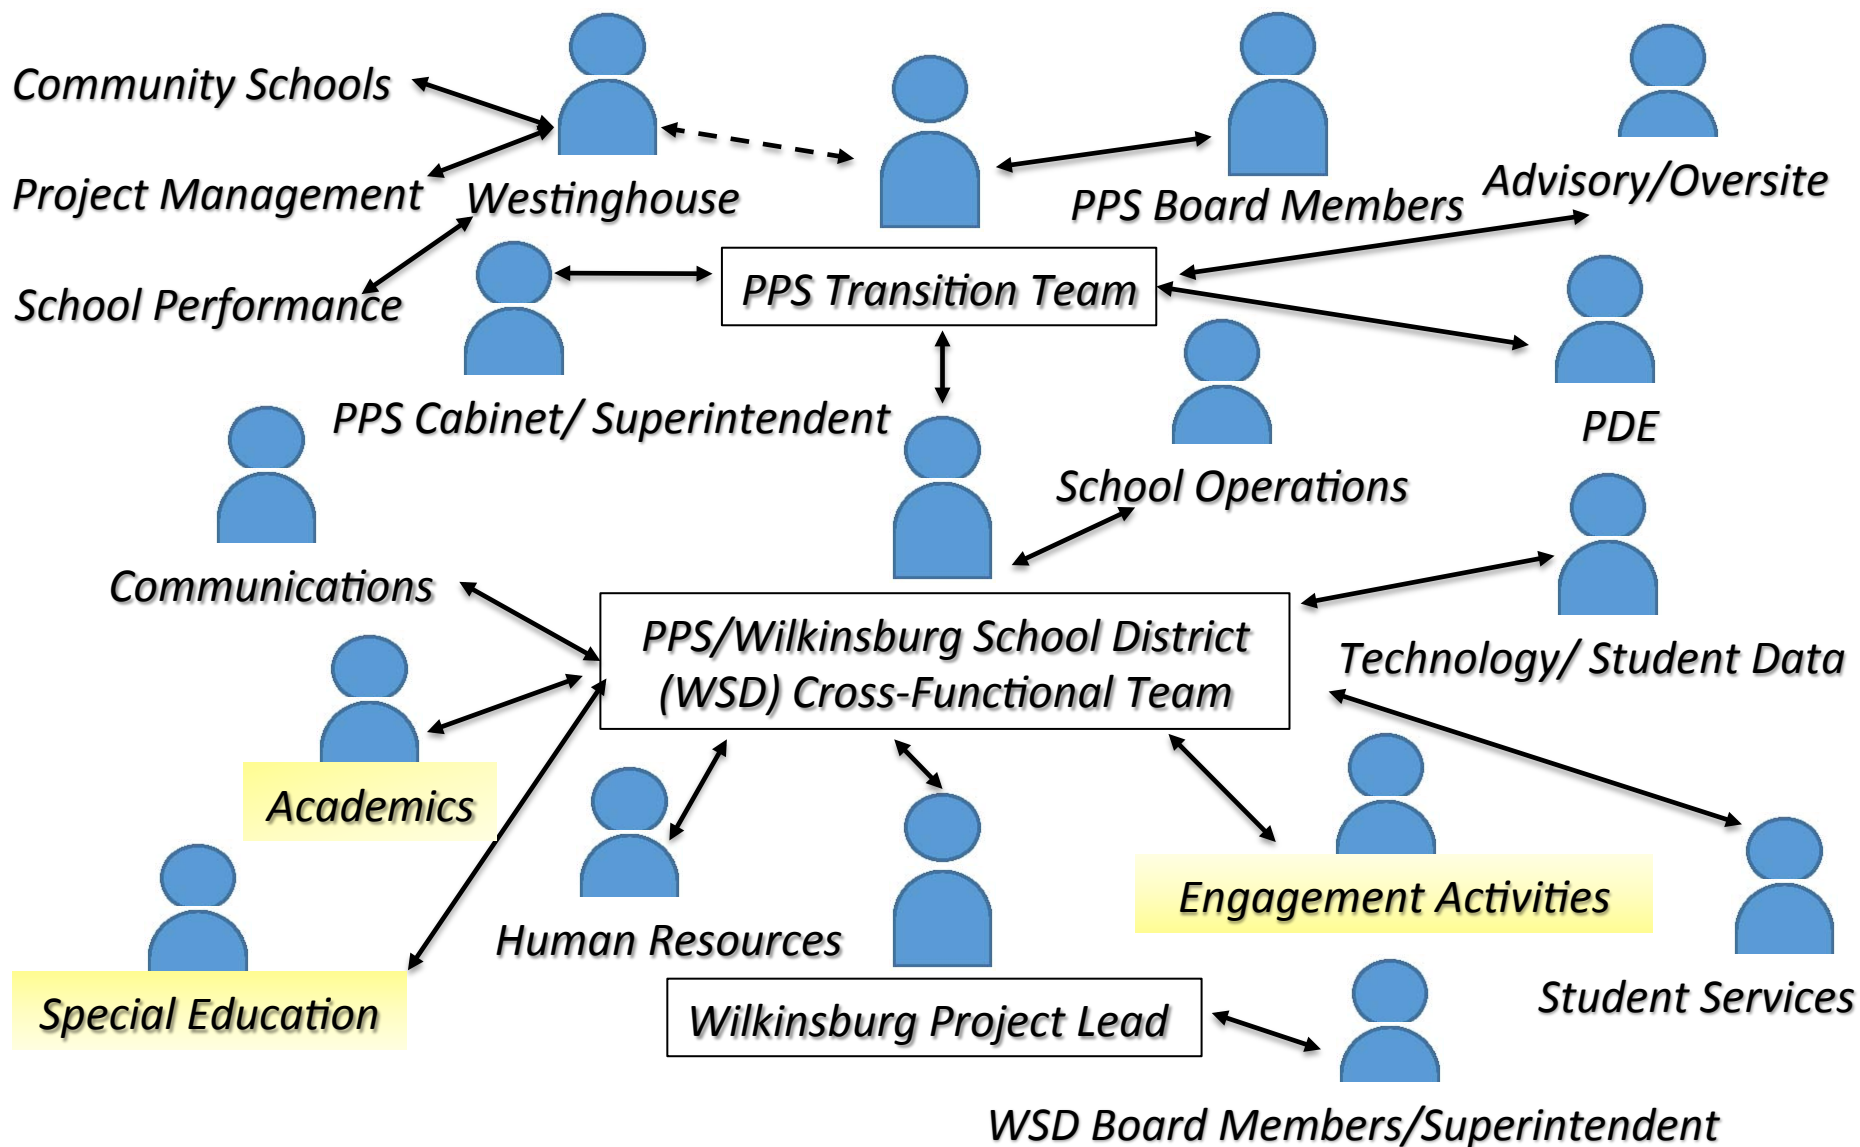 Community Schools
Project Management
School Performance
Westinghouse
PPS Board Members
Advisory/Oversite
PPS Transition Team
PPS Cabinet/ Superintendent
PDE
School Operations
Communications
PPS/Wilkinsburg School District
(WSD) Cross-Functional Team
Technology/ Student Data
Academics
Engagement Activities
Human Resources
Special Education
Wilkinsburg Project Lead
Student Services
WSD Board Members/Superintendent